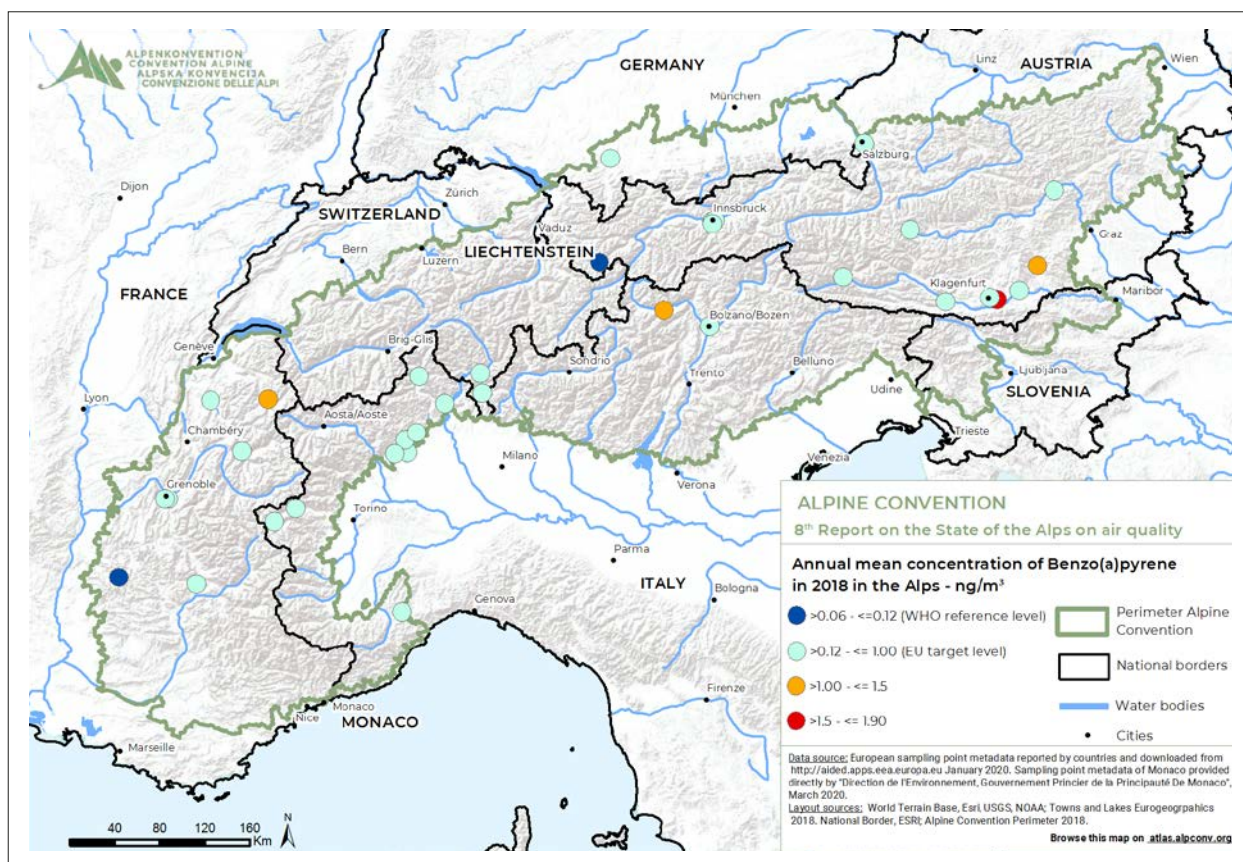 ALPENKONVENTION
CONVENTION ALPINE
ALPSKA KONVENCIJA
CONVENZIONE DELLE ALPI
GERMANY
Linz
AUSTRIA
Wien
München
Salzburg
Dijon
Zürich
SWITZERLAND
Innsbruck
Vaduz
LIECHTENSTEIN
Bern
Luzern
Graz
FRANCE
Klagenfurt
Maribor
Bolzano/Bozen
Genève
Brig-Glis
Sondrio
Belluno
Ljubljana
Trento
Udine
SLOVENIA
Lyon
Aosta/Aoste
Chambéry
Trieste
Milano
Venezia
Verona
Grenoble
Torino
Parma
ITALY
Bologna
Genova
Firenze
Monaco
Nice
MONACO
Marseille
ALPINE CONVENTION
8th Report on the State of the Alps on air quality
Annual mean concentration of Benzo(a)pyrene
in 2018 in the Alps - ng/m³
>0.06 - <=0.12 (WHO reference level)
>0.12 - <= 1.00 (EU target level)
>1.00 - <= 1.5
>1.5 - <= 1.90
Perimeter Alpine
Convention
National borders
Water bodies
Cities
Data source: European sampling point metadata reported by countries and downloaded from
http://aided.apps.eea.europa.eu January 2020. Sampling point metadata of Monaco provided
directly by "Direction de l'Environnement, Gouvernement Princier de la Principauté De Monaco",
March 2020.
Layout sources: World Terrain Base, Esri, USGS, NOAA; Towns and Lakes Eurogeogrpahics
2018. National Border, ESRI; Alpine Convention Perimeter 2018.
Browse this map on atlas.alpconv.org
40 80 120 160
Km
N